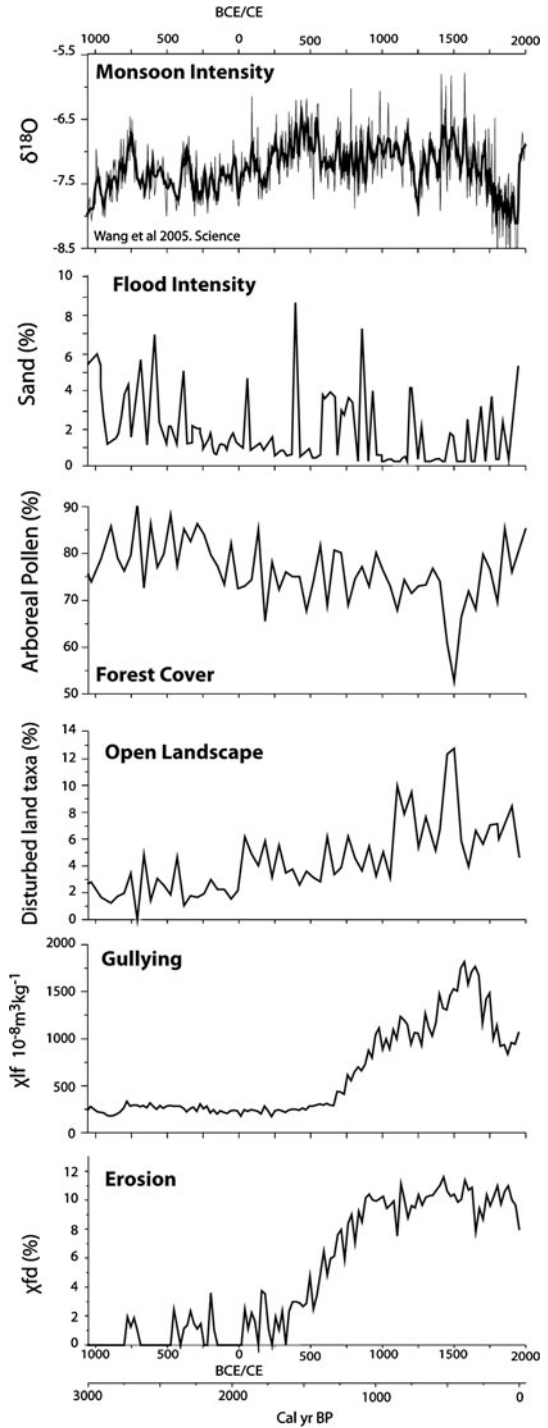 BCE/CE
1000 500 0 500 1000 1500 2000
-5.5
Monsoon Intensity
-6.5
δ18O
-7.5
Wang et al 2005. Science
-8.5
10
Flood Intensity
8
6
Sand (%)
4
2
0
90
80
Arboreal Pollen (%)
70
60
Forest Cover
50
14
Open Landscape
12
10
8
Disturbed land taxa (%)
6
4
2
0
2000
Gullying
1500
χlf 10-8m3kg-1
1000
500
0
12
Erosion
10
8
χfd (%)
6
4
2
0
1000 500 0 500 1000 1500 2000
BCE/CE
3000 2000 1000 0
Cal yr BP